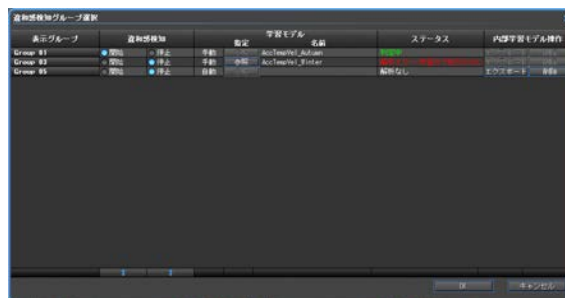 違和感検知グループ選択
表示グループ 違和感検知 学習モデル ステータス 内部学習モデル操作
指定 名前
Group 01 開始 停止 手動 AccTempVel_Autumn
Group 03 開始 停止 手動 参照 AccTempVel_Winter
Group 05 開始 停止 自動 解析なし エクスポート 削除
1 2
OK キャンセル